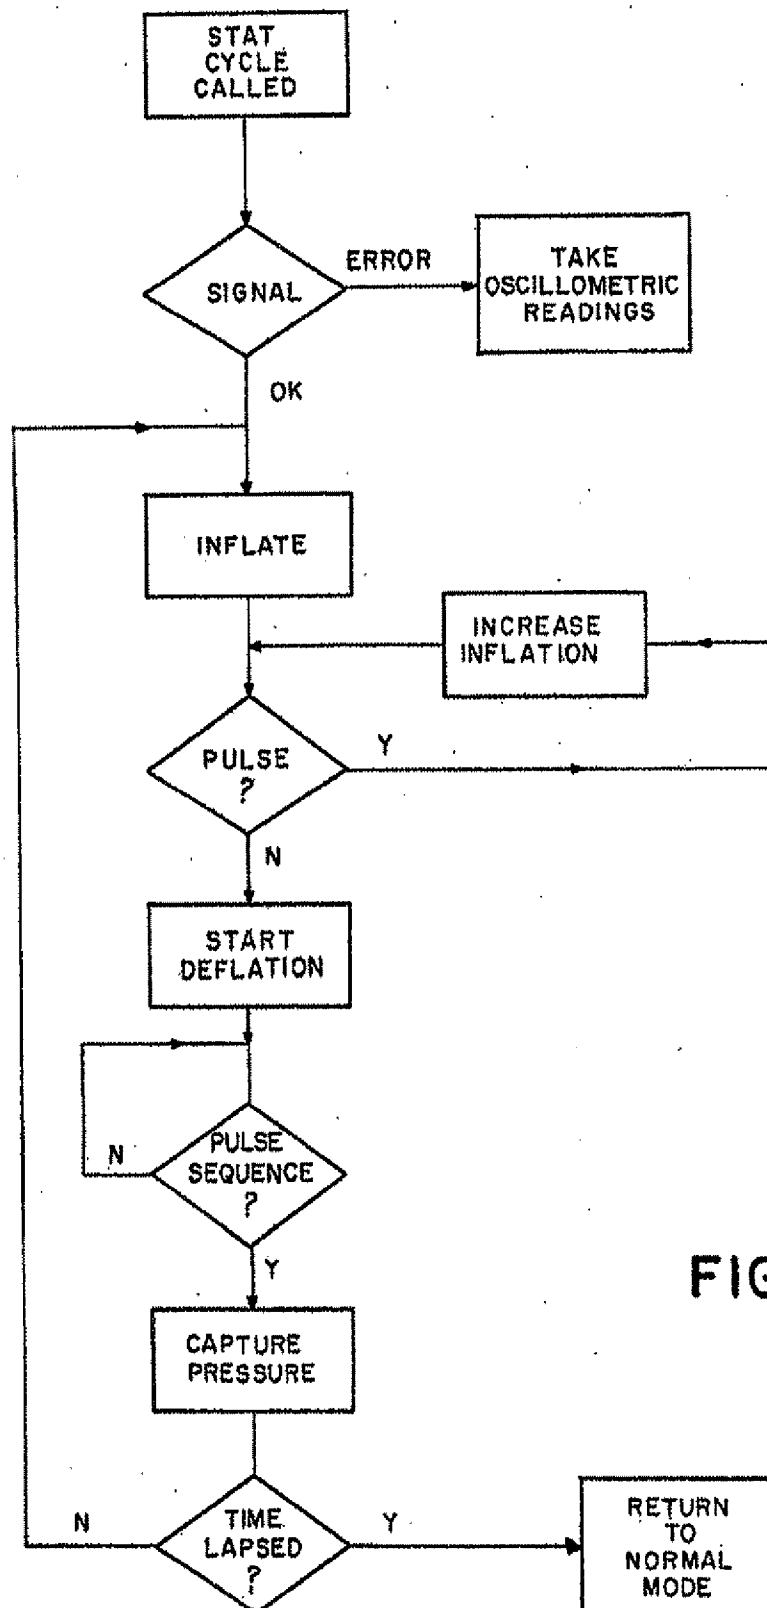 STAT
CYCLE
CALLED
SIGNAL
ERROR
TAKE
OSCILLOMETRIC
READINGS
OK
INFLATE
INCREASE
INFLATION
PULSE
?
Y
N
START
DEFLATION
PULSE
SEQUENCE
?
N
Y
FIG
CAPTURE
PRESSURE
TIME
LAPSED
?
N
Y
RETURN
TO
NORMAL
MODE